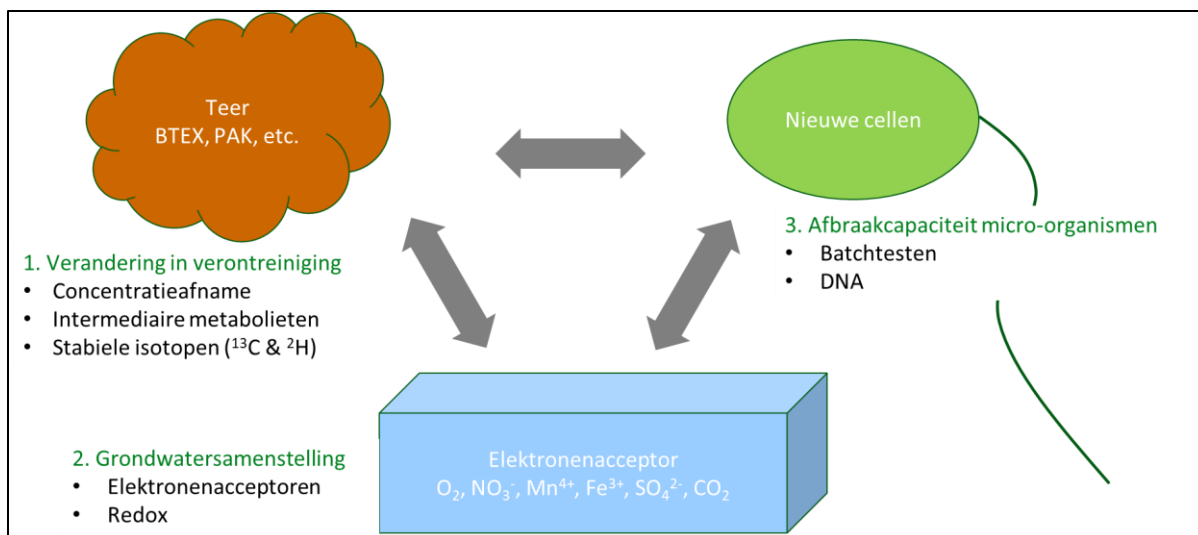 Teer
BTEX, PAK, etc.
Nieuwe cellen
1. Verandering in verontreiniging
• Concentratieafname
• Intermediaire metabolieten
• Stabiele isotopen (¹³C & ²H)
3. Afbraakcapaciteit micro-organismen
• Batchtesten
• DNA
2. Grondwatersamenstelling
• Elektronenacceptoren
• Redox
Elektronenacceptor
O₂, NO₃⁻, Mn⁴⁺, Fe³⁺, SO₄²⁻, CO₂